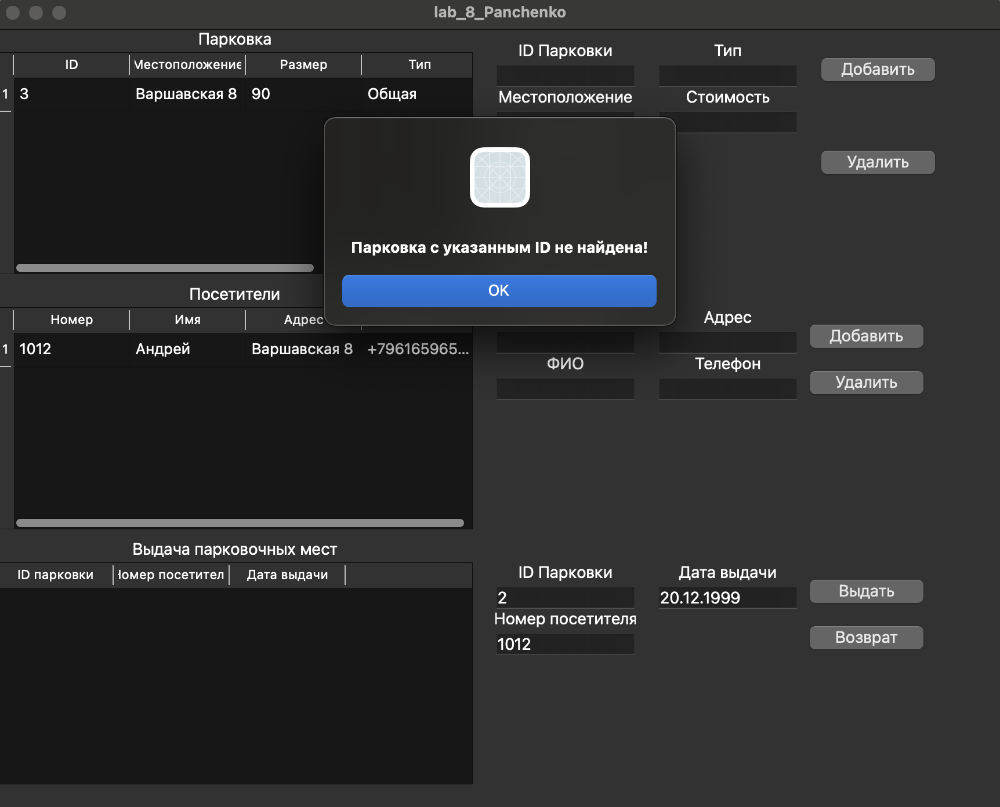 lab_8_Panchenko
Парковка
ID Местоположение Размер Тип
1 3 Варшавская 8 90 Общая
ID Парковки Тип
Местоположение Стоимость
Добавить
Удалить
Парковка с указанным ID не найдена!
OK
Посетители
Номер Имя Адрес
1 1012 Андрей Варшавская 8 +796165965...
Адрес
ФИО Телефон
Добавить
Удалить
Выдача парковочных мест
ID парковки Номер посетител Дата выдачи
ID Парковки Дата выдачи
2 20.12.1999
Номер посетителя
1012
Выдать
Возврат